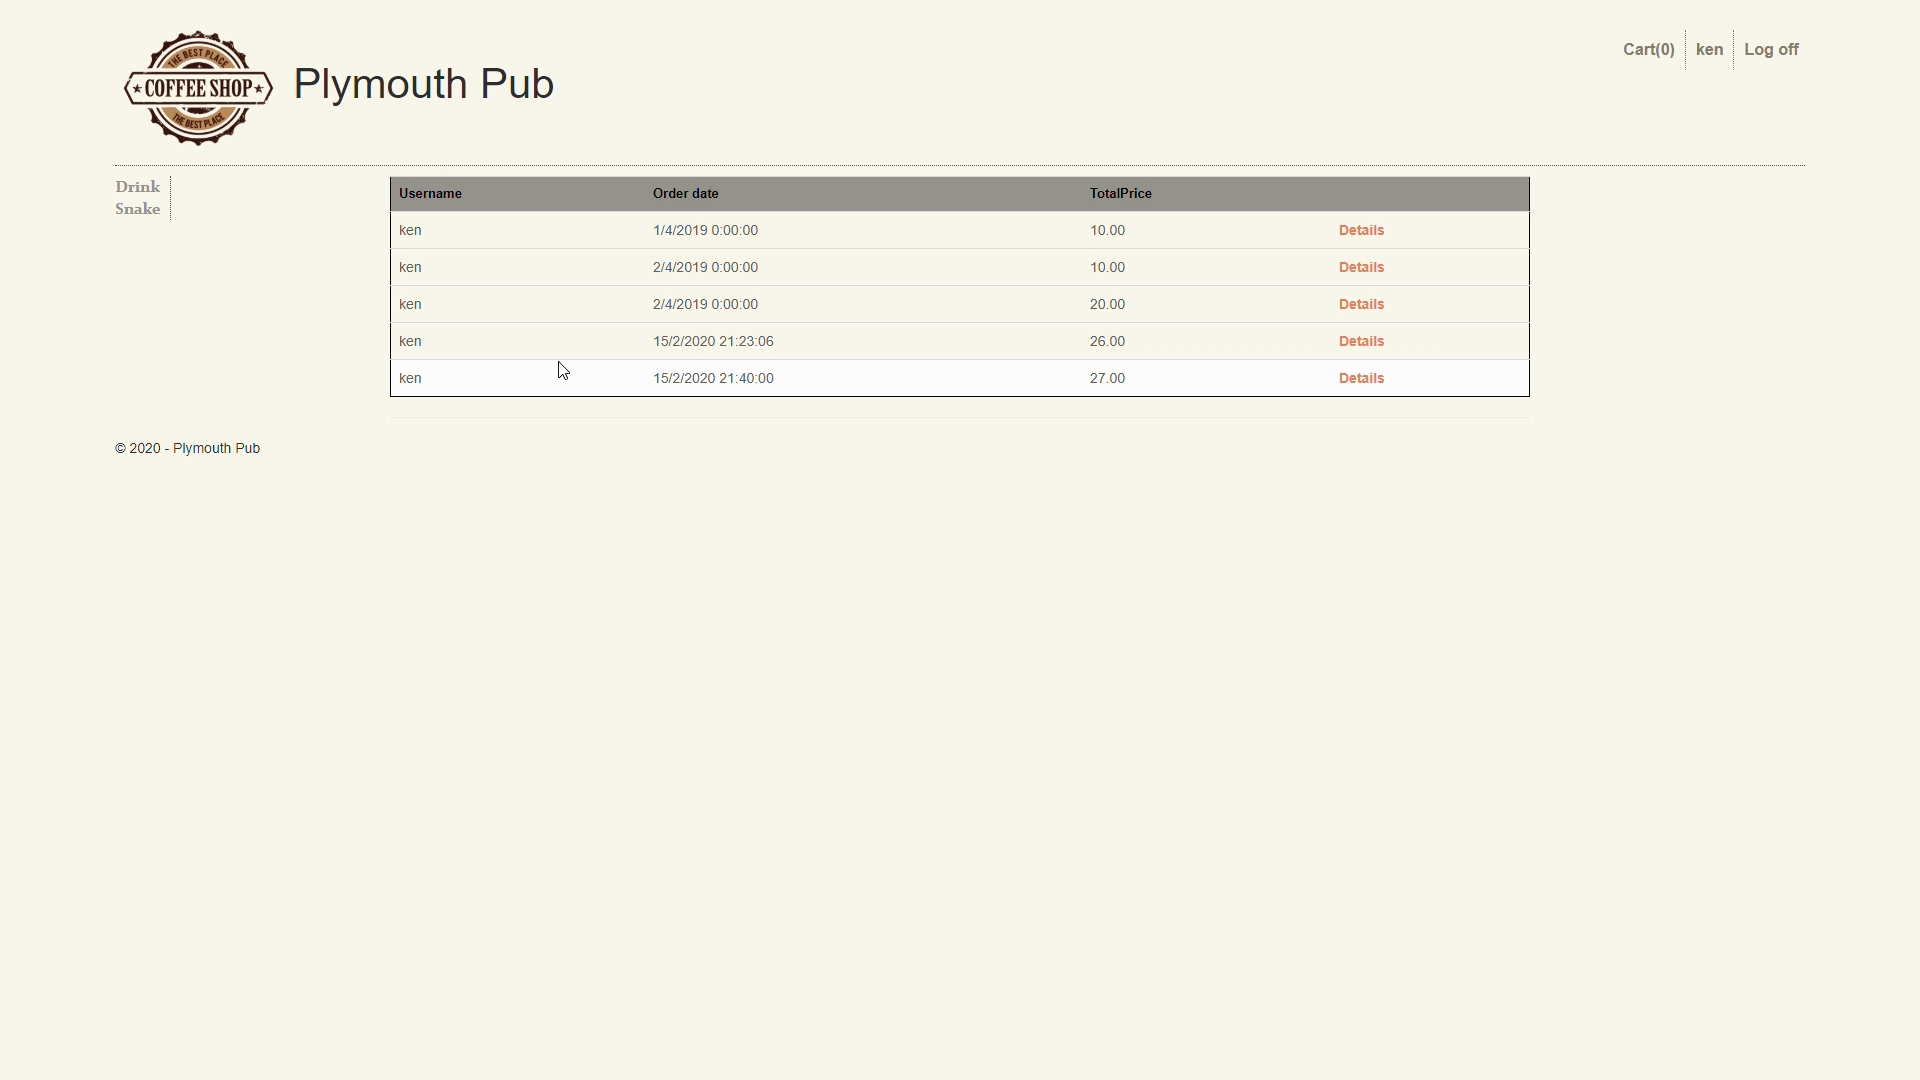 THE BEST PLACE
COFFEE SHOP
THE BEST PLACE
Plymouth Pub
Cart(0) ken Log off
Drink
Snake
Username Order date TotalPrice
ken 1/4/2019 0:00:00 10.00 Details
ken 2/4/2019 0:00:00 10.00 Details
ken 2/4/2019 0:00:00 20.00 Details
ken 15/2/2020 21:23:06 26.00 Details
ken 15/2/2020 21:40:00 27.00 Details
© 2020 - Plymouth Pub